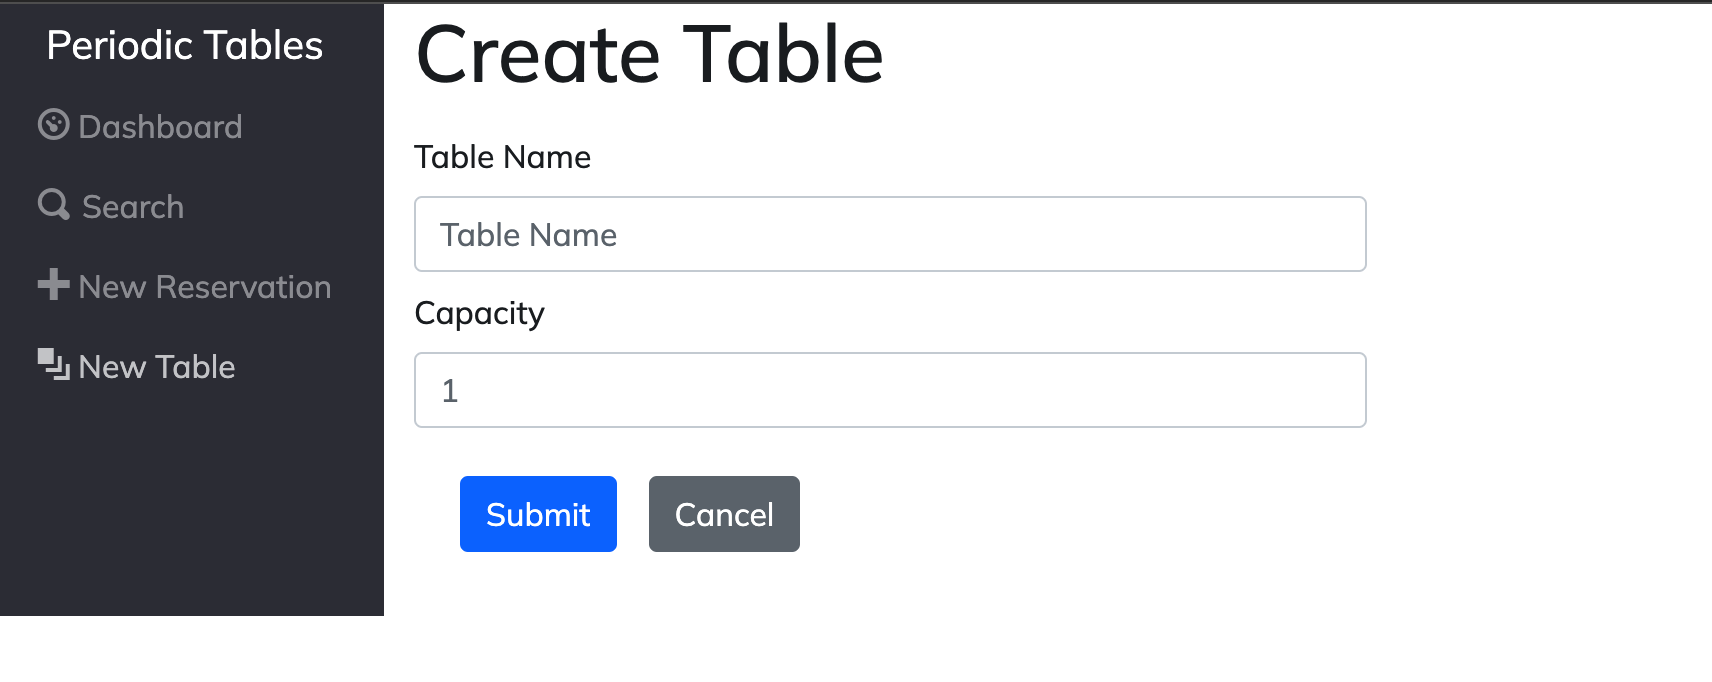 Periodic Tables
Dashboard
Search
New Reservation
New Table
Create Table
Table Name
Table Name
Capacity
1
Submit
Cancel